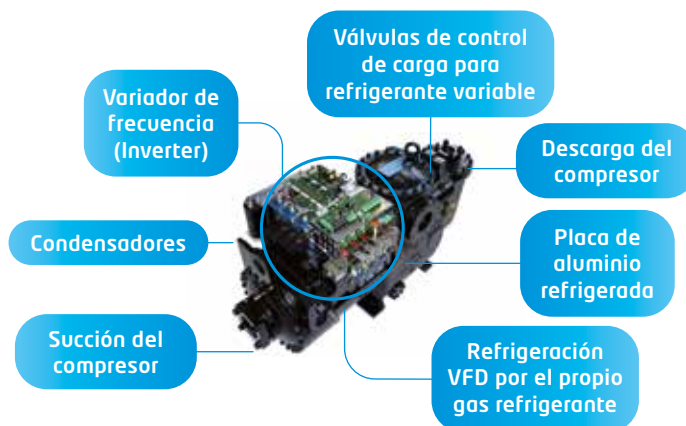 Válvulas de control
de carga para
refrigerante variable
Variador de
frecuencia
(Inverter)
Descarga del
compresor
Condensadores
Placa de
aluminio
refrigerada
Succión del
compresor
Refrigeración
VFD por el propio
gas refrigerante